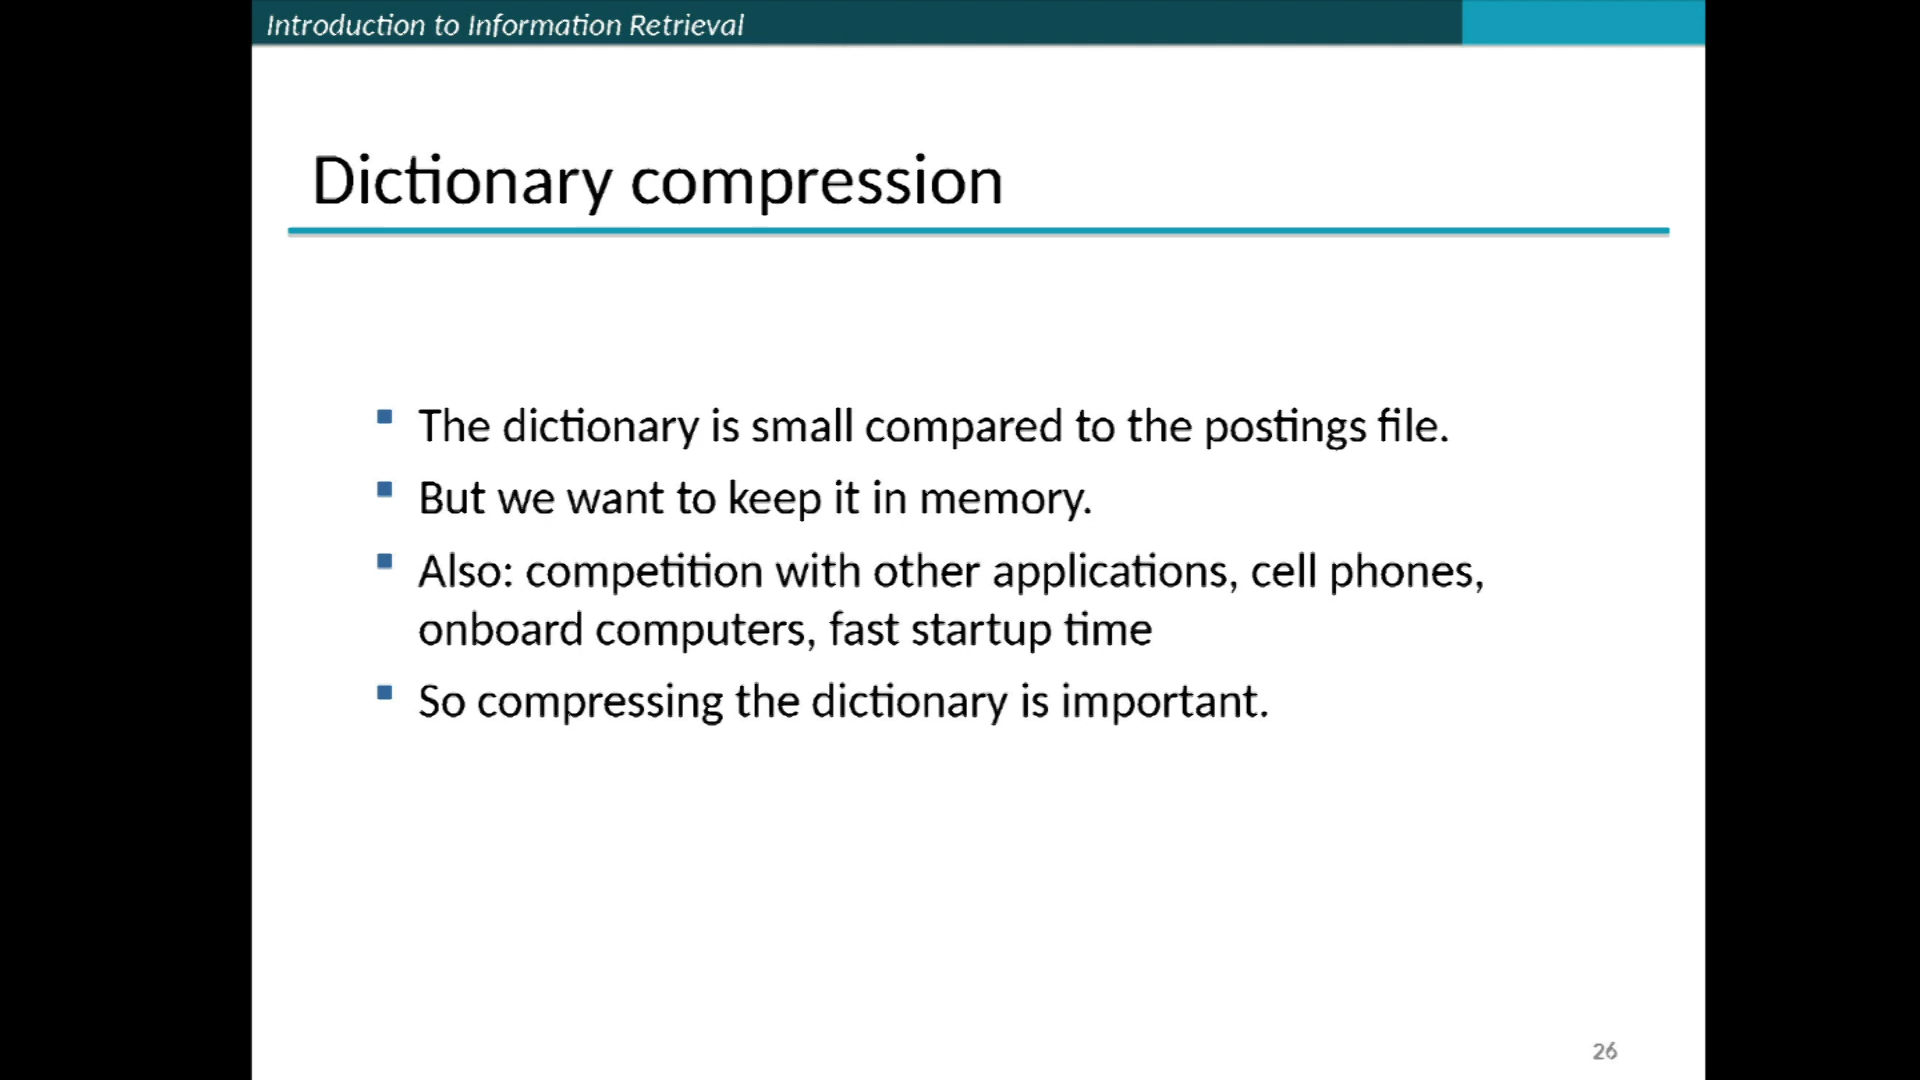 Introduction to Information Retrieval
Dictionary compression
The dictionary is small compared to the postings file.
But we want to keep it in memory.
Also: competition with other applications, cell phones,
onboard computers, fast startup time
So compressing the dictionary is important.
26